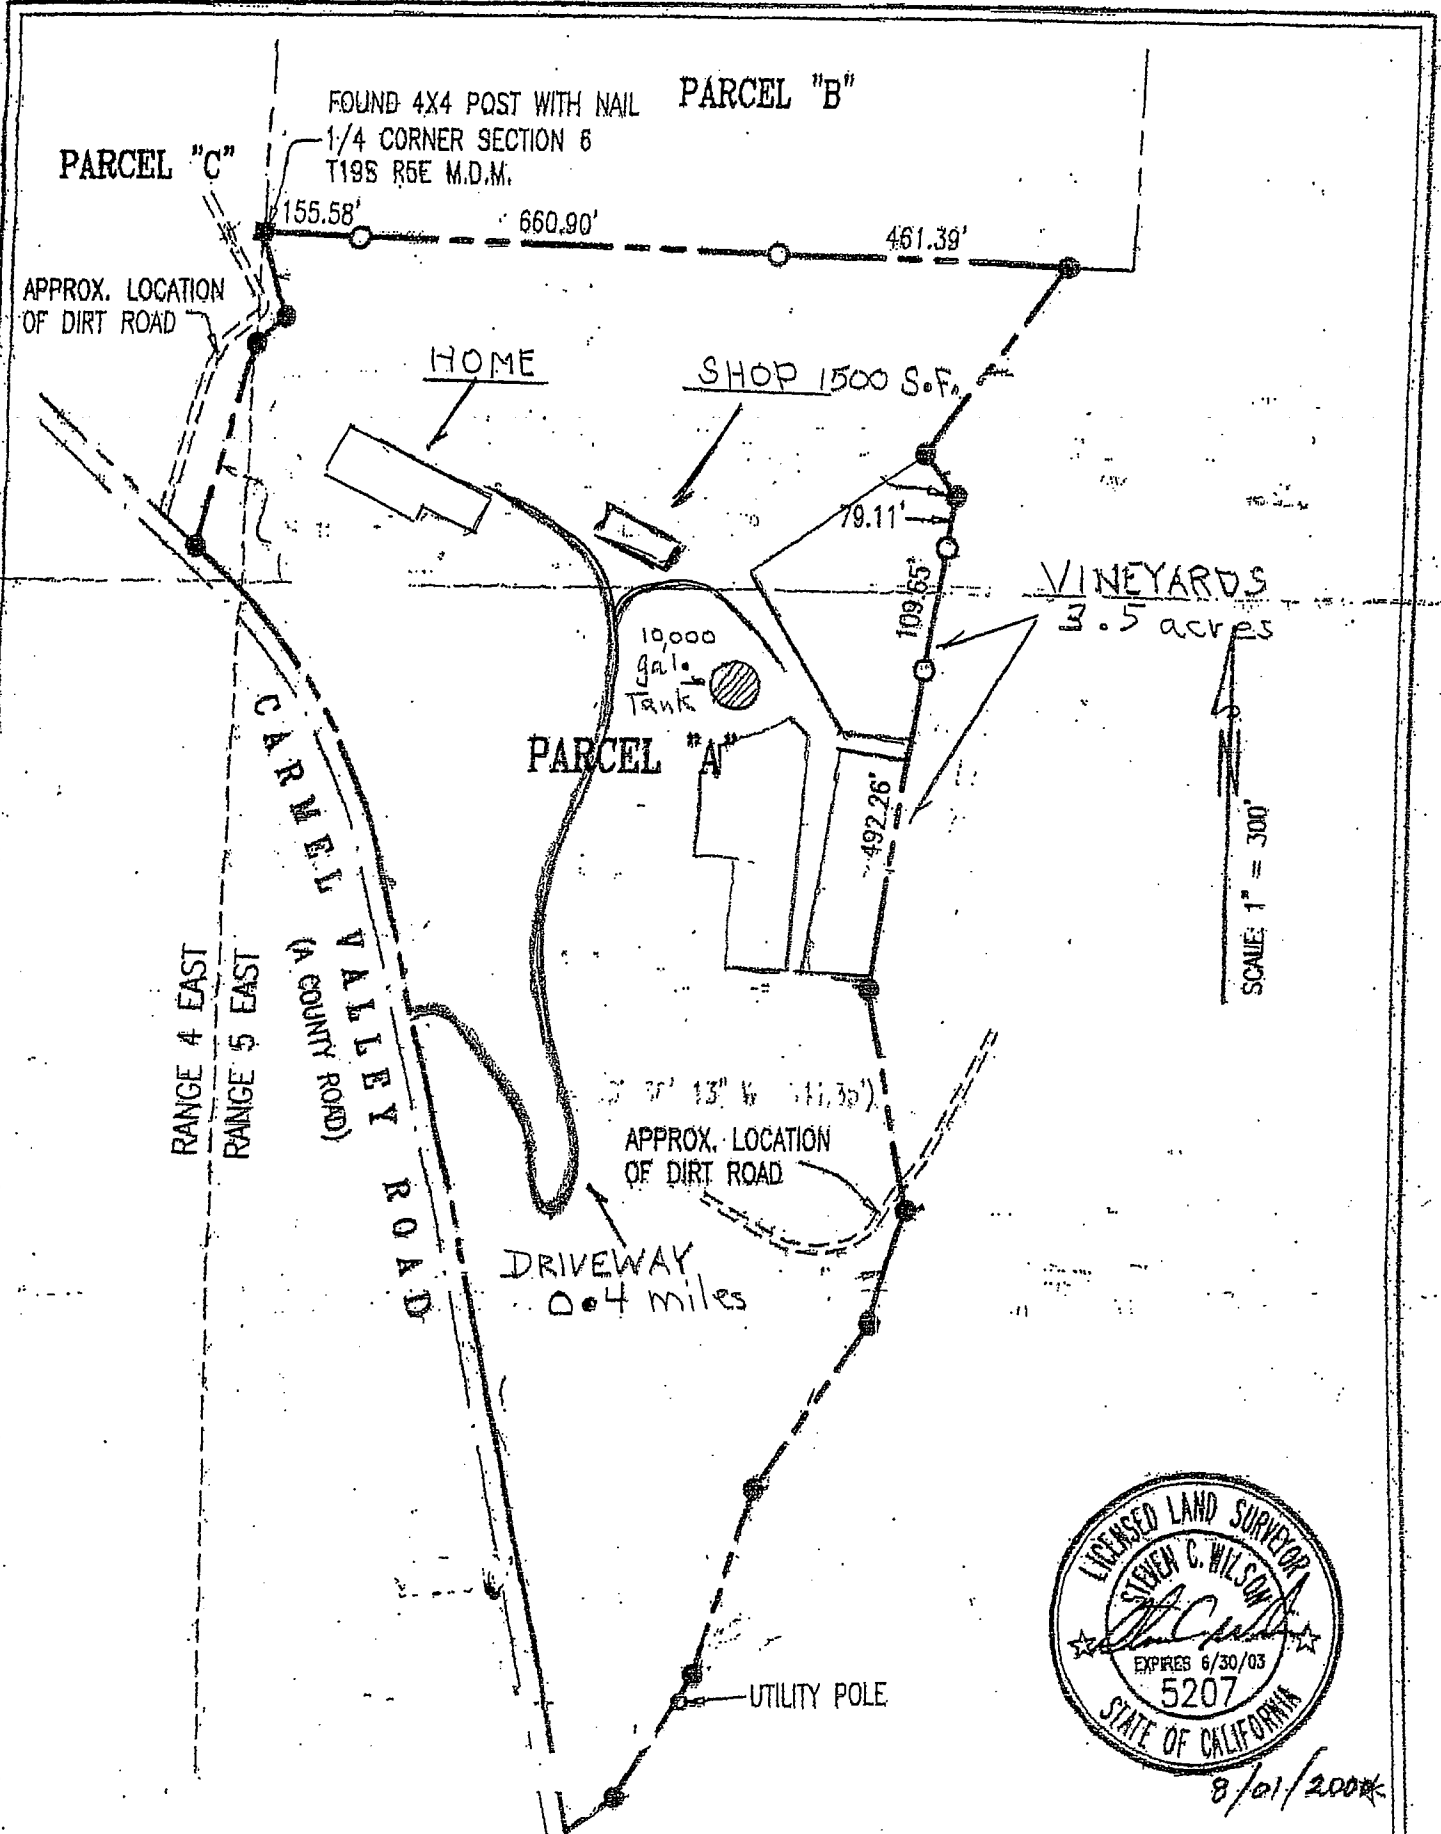 PARCEL "B"
FOUND 4X4 POST WITH NAIL
1/4 CORNER SECTION 6
T19S R5E M.D.M.
PARCEL "C"
155.58'
660.90'
461.39'
APPROX. LOCATION
OF DIRT ROAD
HOME
SHOP 1500 S.F.
79.11'
109.65'
VINEYARDS
3.5 acres
10,000
gal.
Tank
PARCEL "A"
492.26'
N
SCALE: 1" = 300'
CARMEL VALLEY ROAD
(A COUNTY ROAD)
RANGE 4 EAST
RANGE 5 EAST
13"
APPROX. LOCATION
OF DIRT ROAD
DRIVEWAY
0.4 miles
UTILITY POLE
LICENSED LAND SURVEYOR
STEVEN C. WILSON
EXPIRES 6/30/03
5207
STATE OF CALIFORNIA
8/01/2000